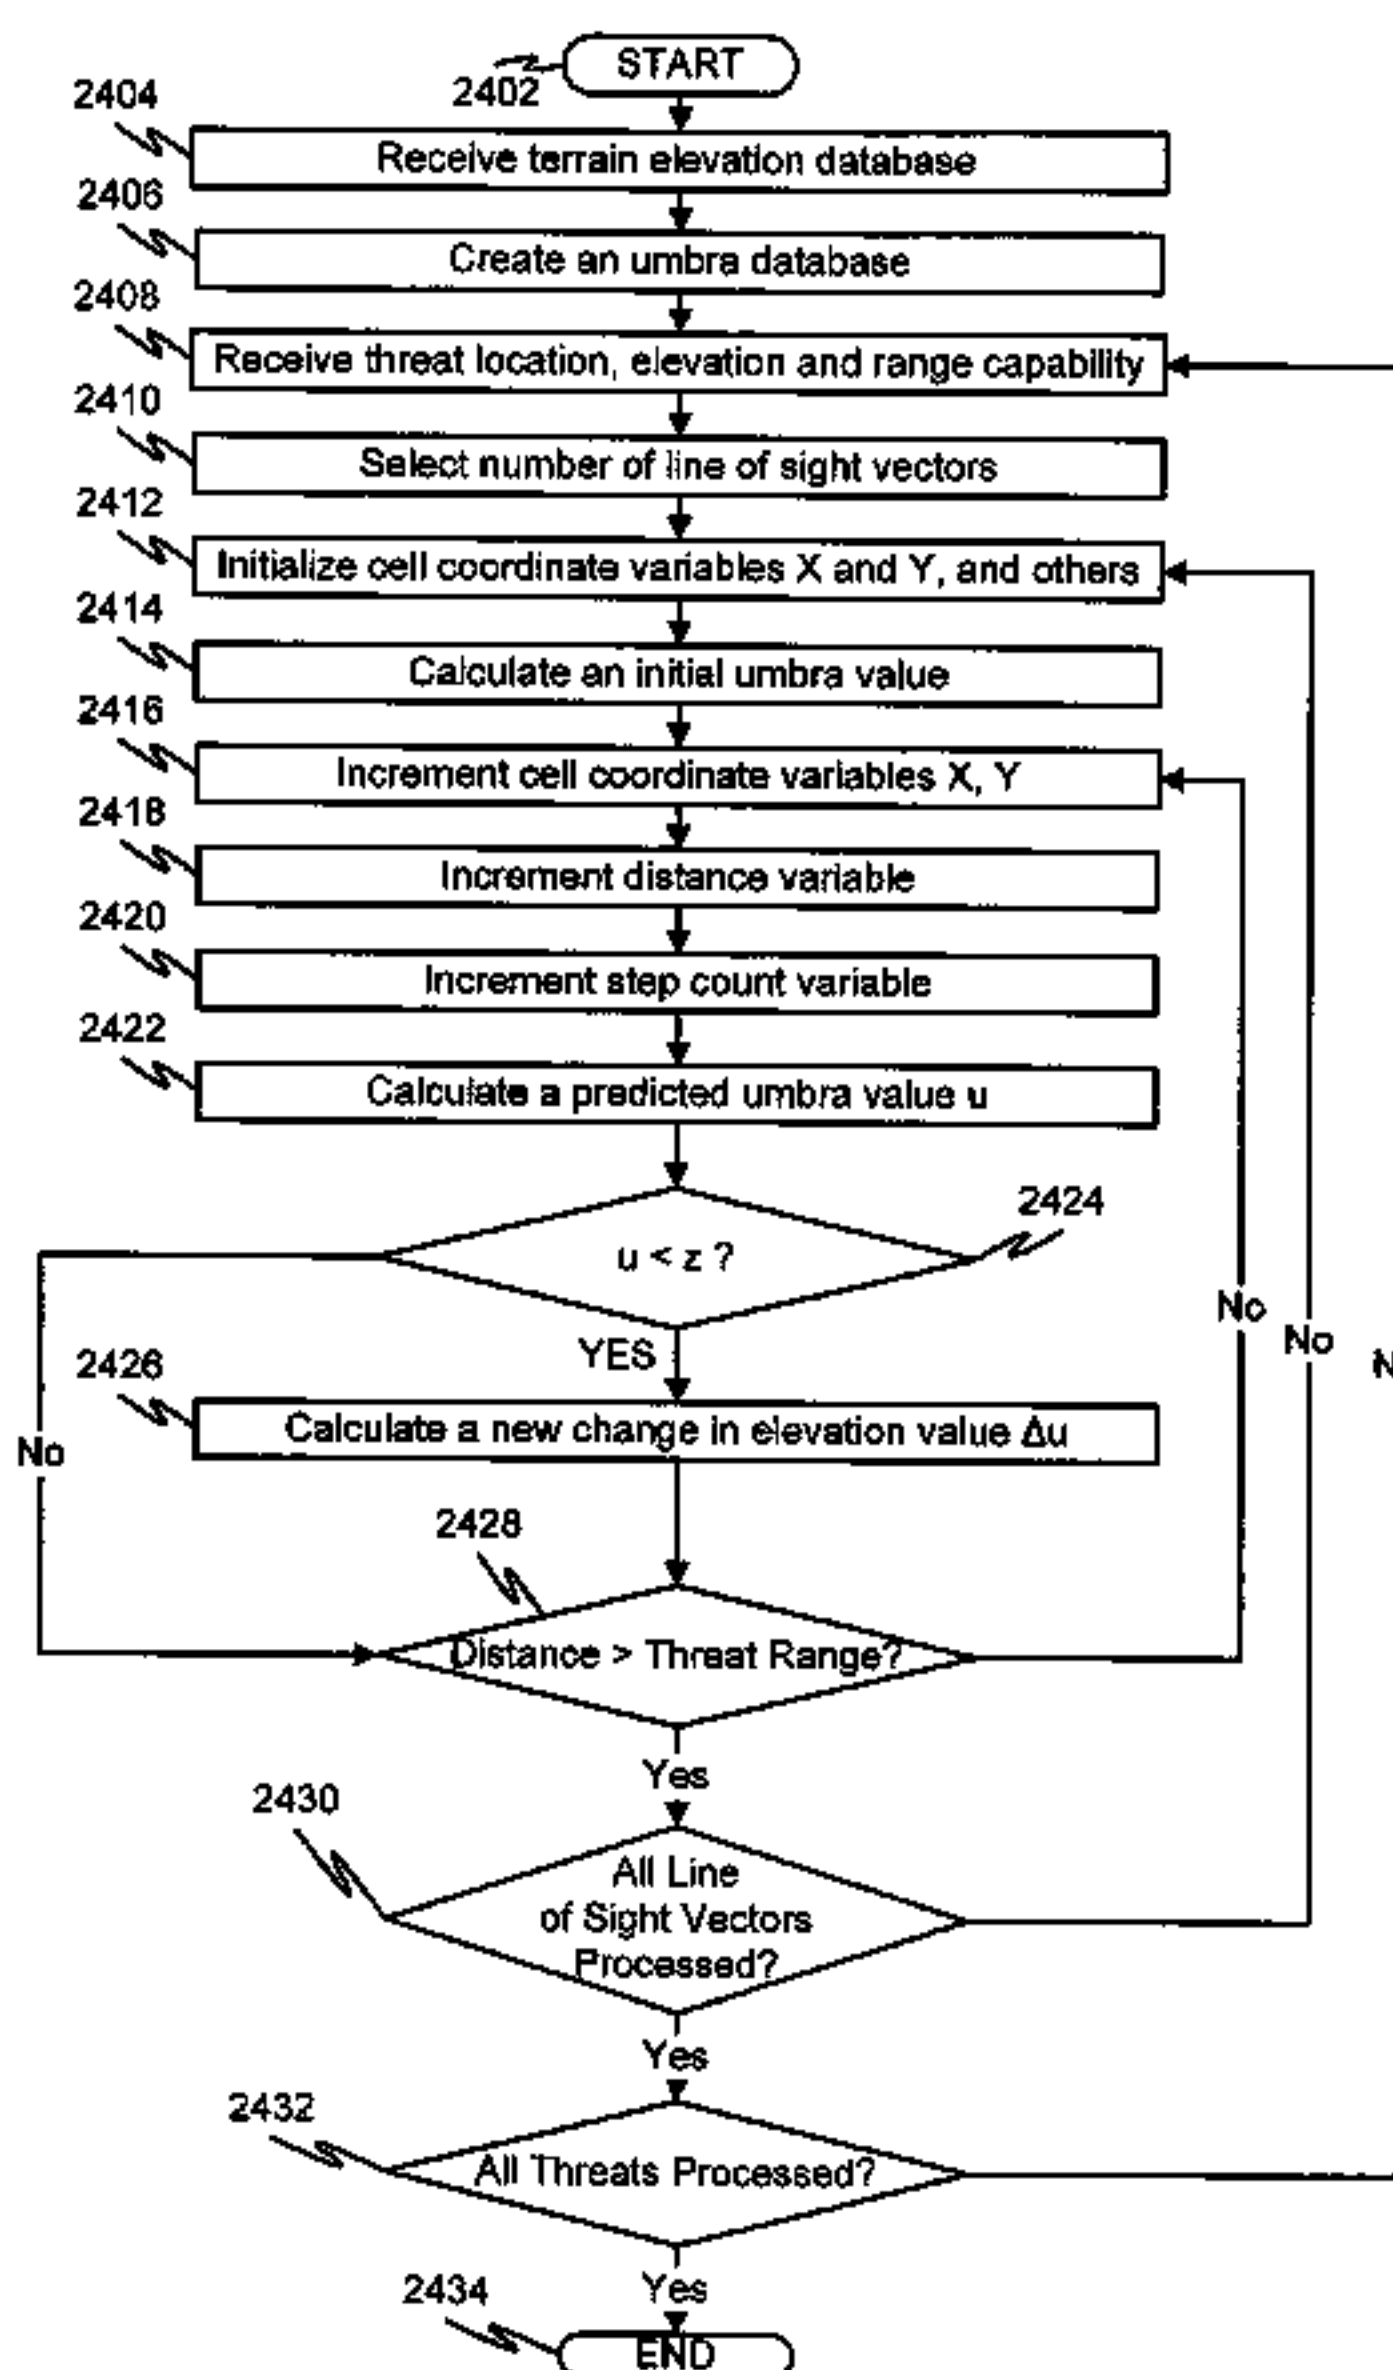 START
2402
2404
Receive terrain elevation database
2406
Create an umbra database
2408
Receive threat location, elevation and range capability
2410
Select number of line of sight vectors
2412
Initialize cell coordinate variables X and Y, and others
2414
Calculate an initial umbra value
2416
Increment cell coordinate variables X, Y
2418
Increment distance variable
2420
Increment step count variable
2422
Calculate a predicted umbra value u
2424
u < z ?
No
No
YES
2426
Calculate a new change in elevation value Δu
No
2428
Distance > Threat Range?
Yes
2430
All Line
of Sight Vectors
Processed?
Yes
2432
All Threats Processed?
Yes
2434
END